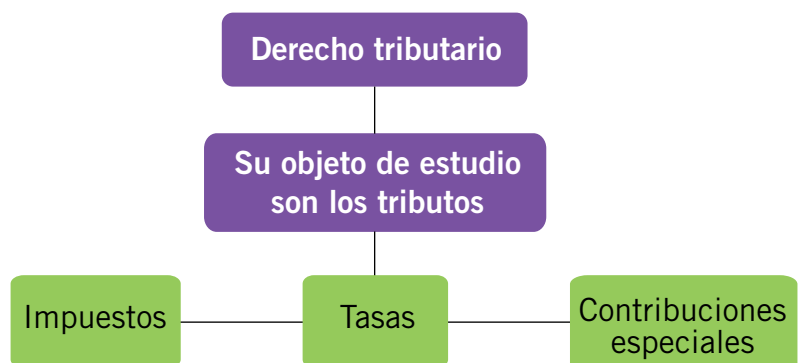 Derecho tributario
Su objeto de estudio
son los tributos
Impuestos
Tasas
Contribuciones
especiales